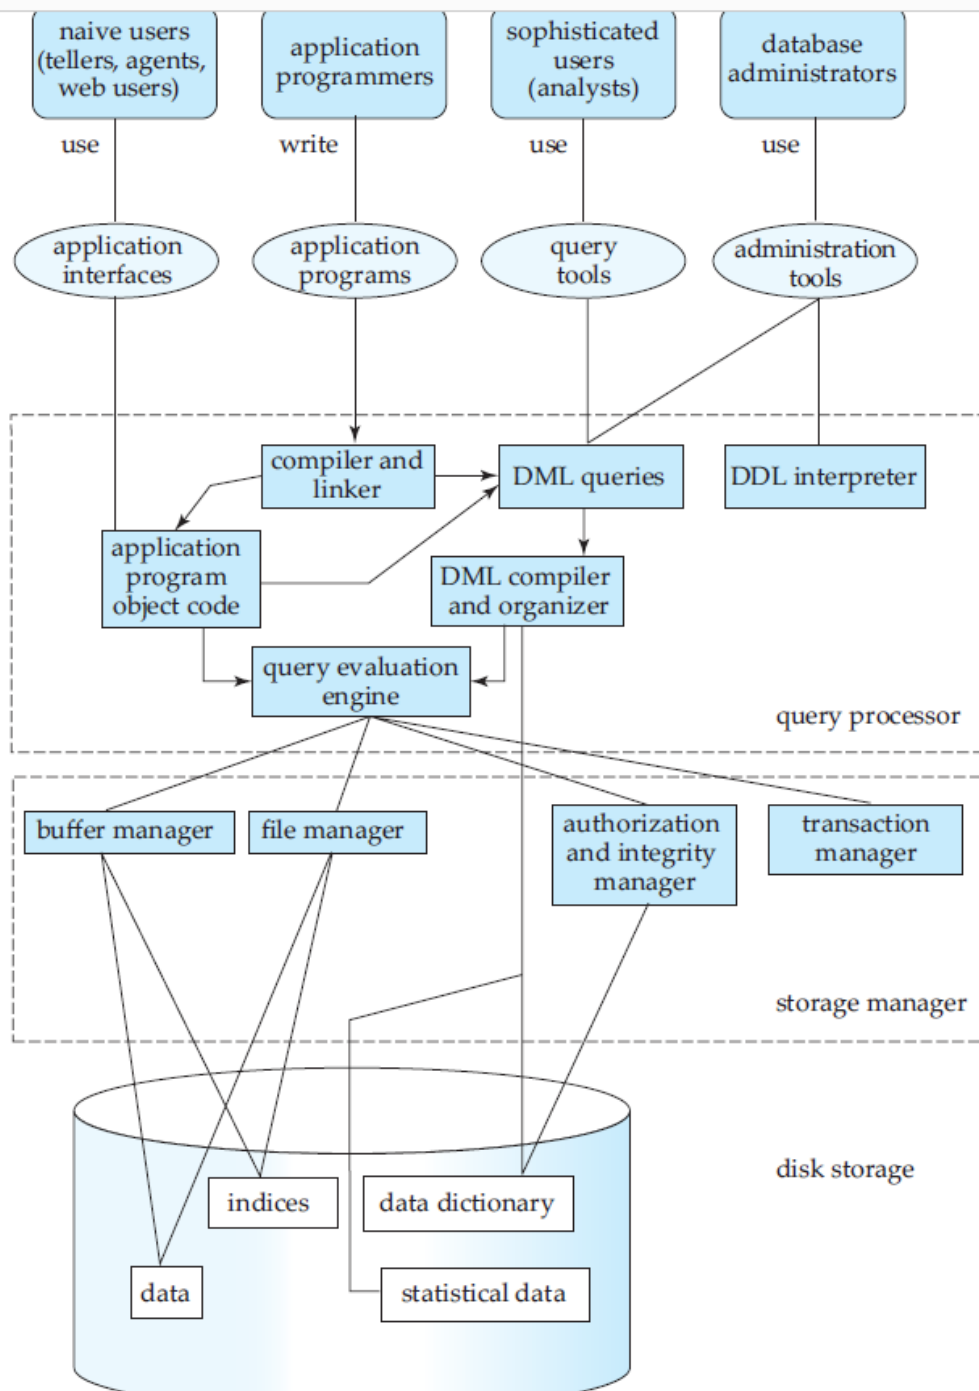 naive users
(tellers, agents,
web users)
application
programmers
sophisticated
users
(analysts)
database
administrators
use
write
use
use
application
interfaces
application
programs
query
tools
administration
tools
compiler and
linker
DML queries
DDL interpreter
application
program
object code
DML compiler
and organizer
query evaluation
engine
query processor
buffer manager
file manager
authorization
and integrity
manager
transaction
manager
storage manager
disk storage
indices
data dictionary
data
statistical data